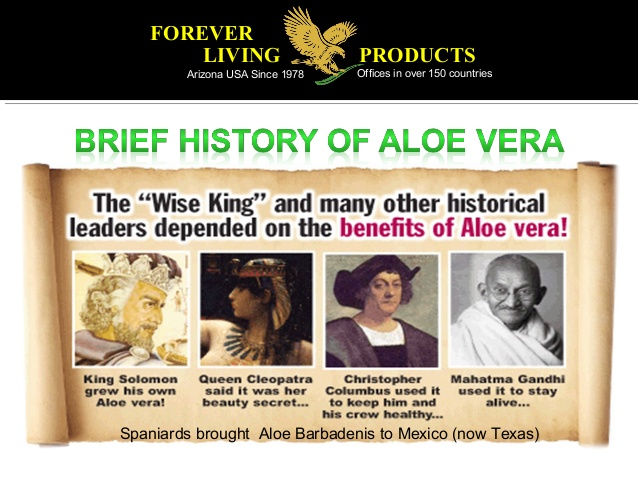 FOREVER
LIVING PRODUCTS
Arizona USA Since 1978 Offices in over 150 countries
BRIEF HISTORY OF ALOE VERA
The “Wise King” and many other historical
leaders depended on the benefits of Aloe vera!
King Solomon
grew his own
Aloe vera!
Queen Cleopatra
said it was her
beauty secret...
Christopher
Columbus used it
to keep him and
his crew healthy...
Mahatma Gandhi
used it to stay
alive...
Spaniards brought Aloe Barbadenis to Mexico (now Texas)